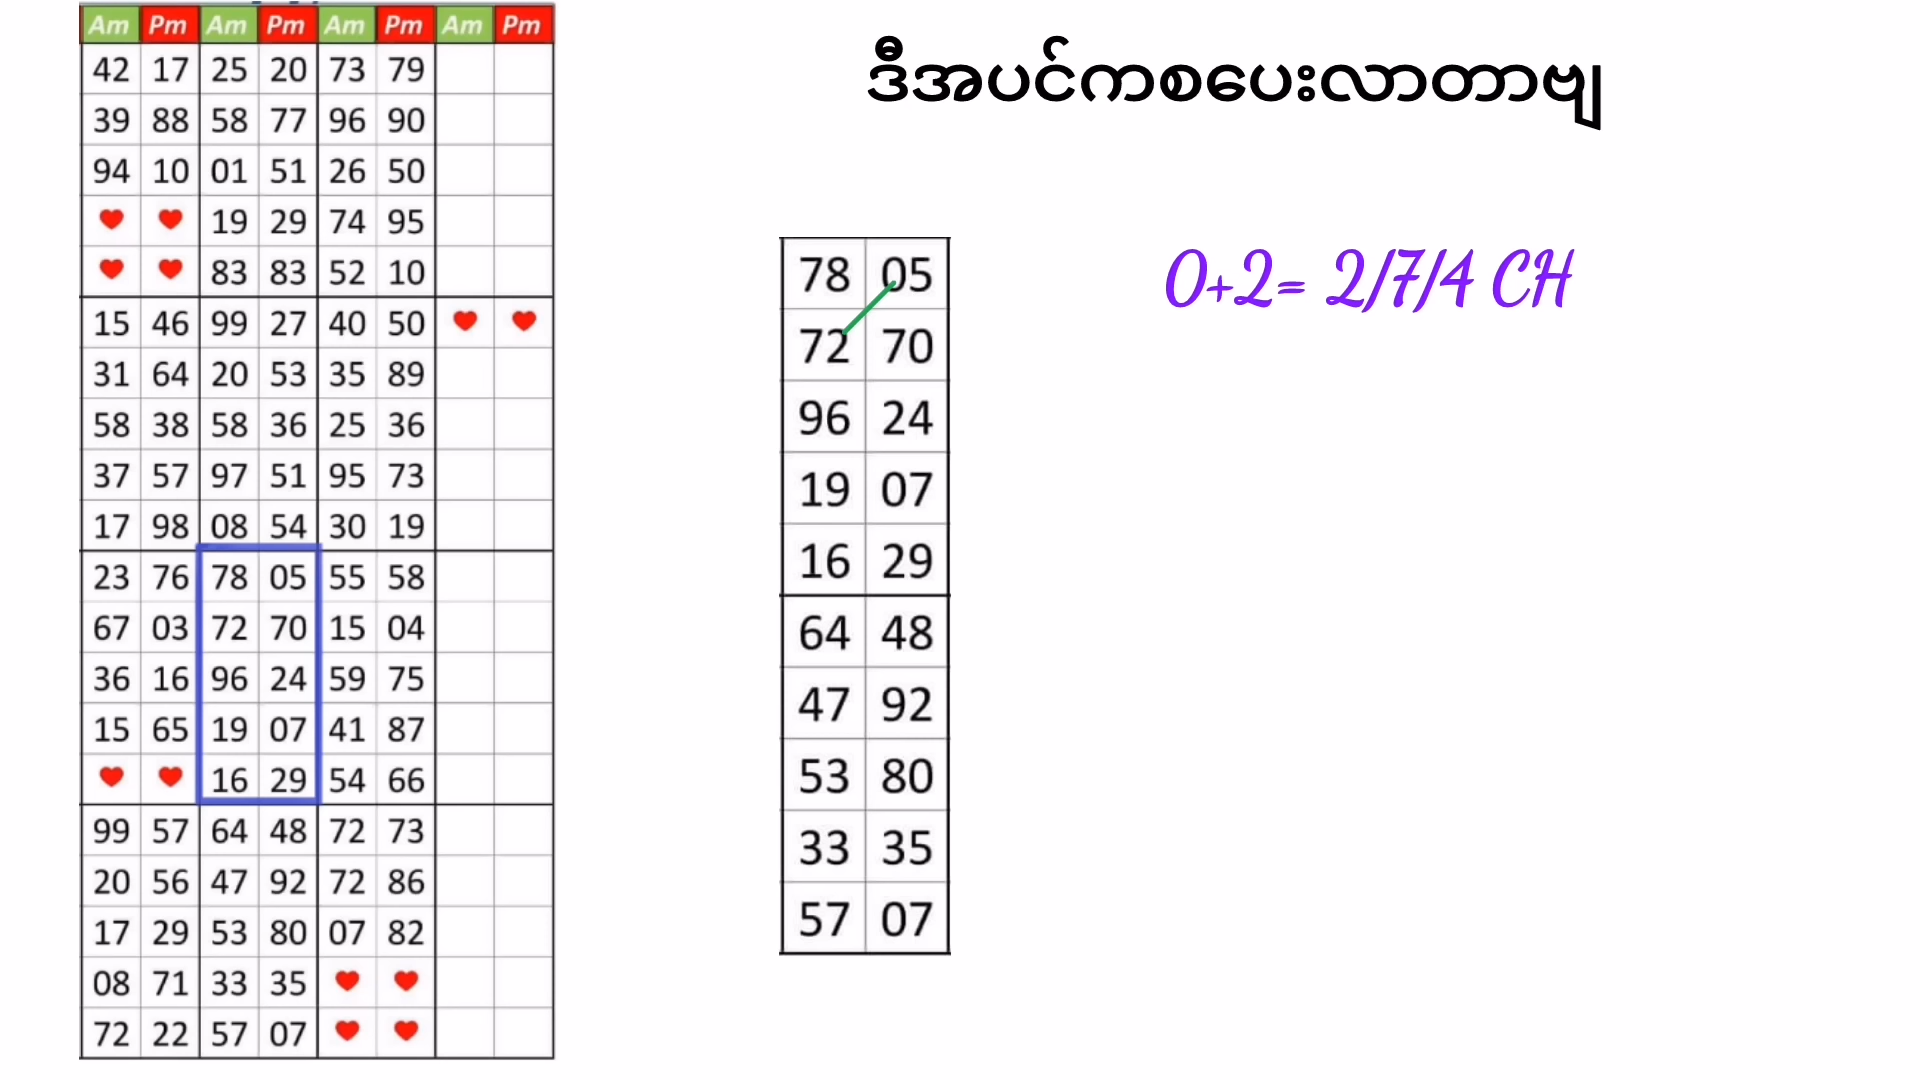 Am Pm Am Pm Am Pm Am Pm
42 17 25 20 73 79
39 88 58 77 96 90
94 10 01 51 26 50
19 29 74 95
83 83 52 10
15 46 99 27 40 50
31 64 20 53 35 89
58 38 58 36 25 36
37 57 97 51 95 73
17 98 08 54 30 19
23 76 78 05 55 58
67 03 72 70 15 04
36 16 96 24 59 75
15 65 19 07 41 87
16 29 54 66
99 57 64 48 72 73
20 56 47 92 72 86
17 29 53 80 07 82
08 71 33 35
72 22 57 07
ဒီအပင်ကစပေးလာတာဗျ
78 05
72 70
96 24
19 07
16 29
64 48
47 92
53 80
33 35
57 07
0+2= 2/7/4 CH